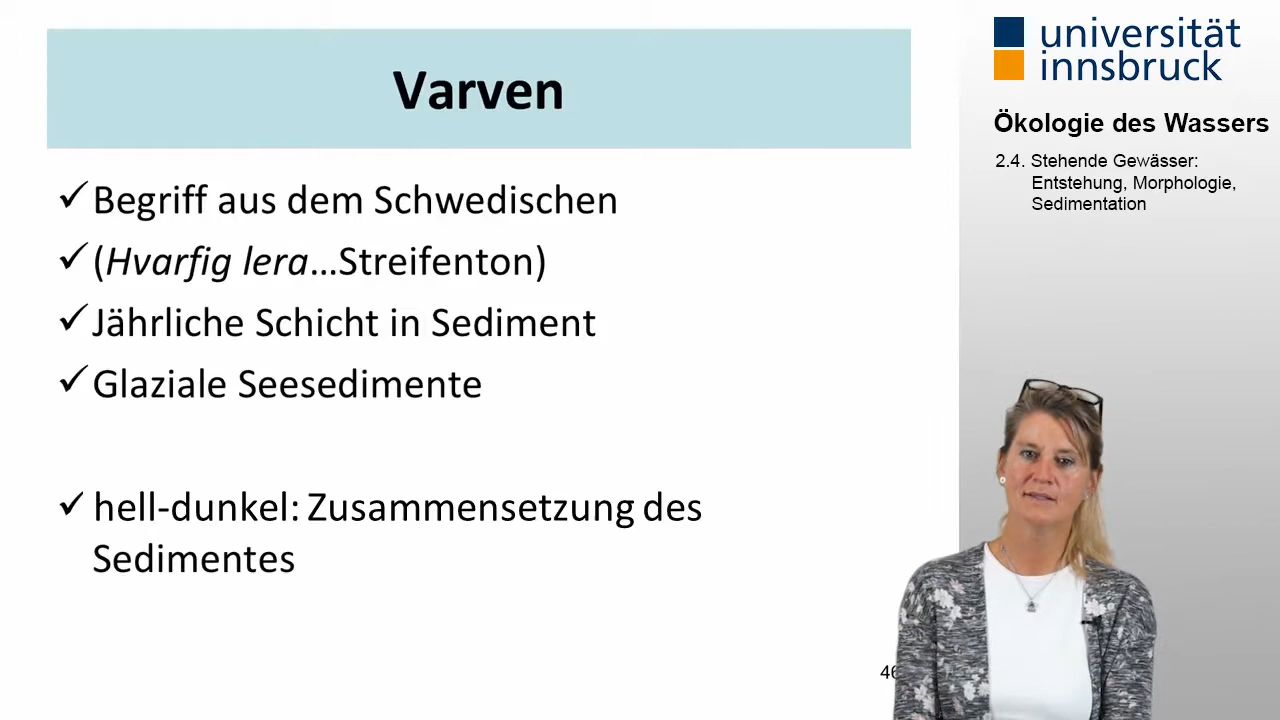 Varven
✓ Begriff aus dem Schwedischen
✓ (Hvarfig lera…Streifenton)
✓ Jährliche Schicht in Sediment
✓ Glaziale Seesedimente
✓ hell-dunkel: Zusammensetzung des
Sedimentes
46
universität
innsbruck
Ökologie des Wassers
2.4. Stehende Gewässer:
Entstehung, Morphologie,
Sedimentation